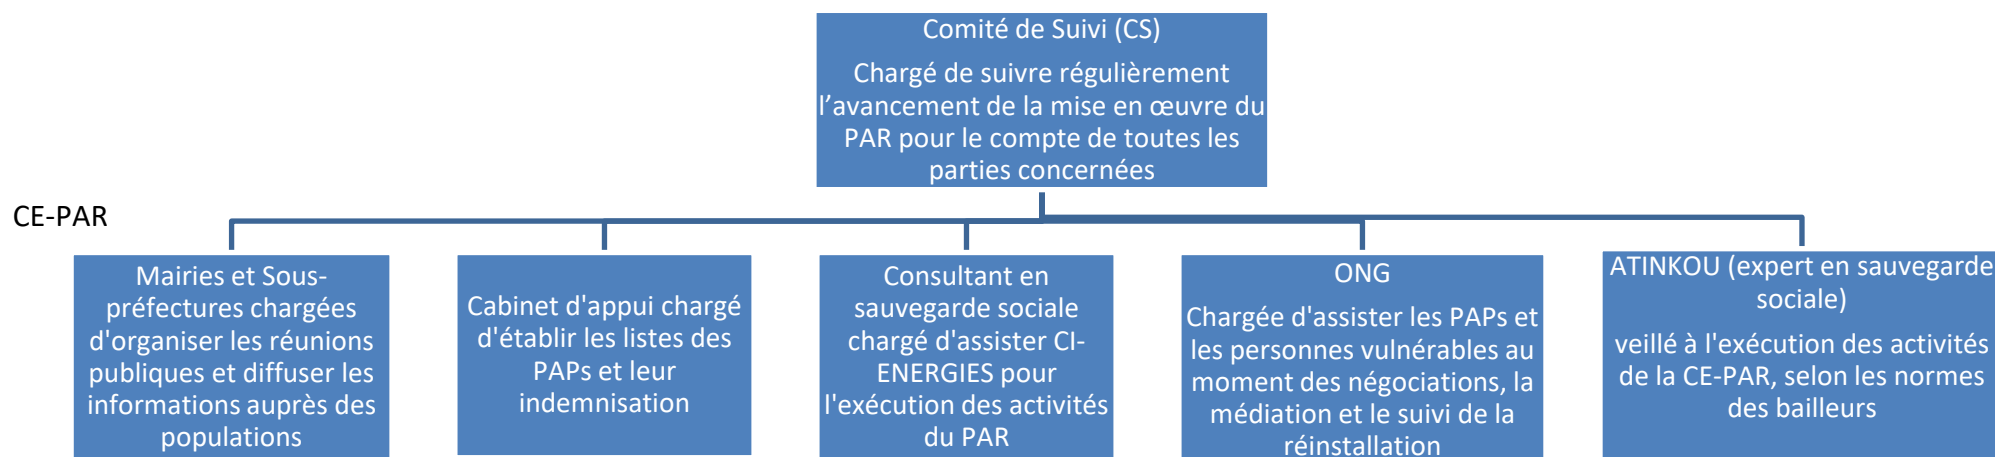 Comité de Suivi (CS)
Chargé de suivre régulièrement
l’avancement de la mise en œuvre du
PAR pour le compte de toutes les
parties concernées
CE-PAR
Mairies et Sous-
préfectures chargées
d'organiser les réunions
publiques et diffuser les
informations auprès des
populations
Cabinet d'appui chargé
d'établir les listes des
PAPs et leur
indemnisation
Consultant en
sauvegarde sociale
chargé d'assister CI-
ENERGIES pour
l'exécution des activités
du PAR
ONG
Chargée d'assister les PAPs et
les personnes vulnérables au
moment des négociations, la
médiation et le suivi de la
réinstallation
ATINKOU (expert en sauvegarde
sociale)
veillé à l'exécution des activités
de la CE-PAR, selon les normes
des bailleurs